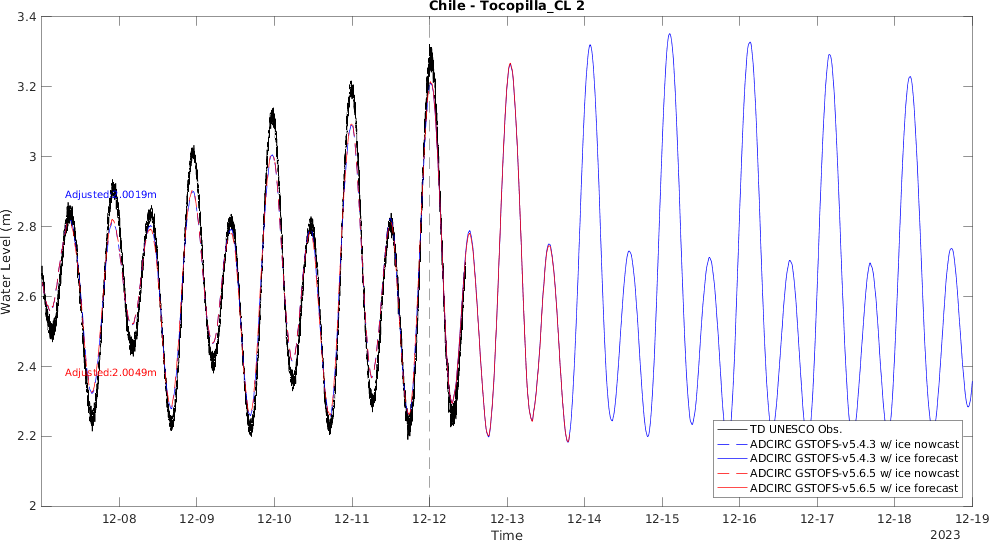 Chile - Tocopilla_CL 2
3.4
3.2
3
2.8
2.6
2.4
2.2
2
Water Level (m)
Adjusted:2.0019m
Adjusted:2.0049m
TD UNESCO Obs.
ADCIRC GSTOFS-v5.4.3 w/ ice nowcast
ADCIRC GSTOFS-v5.4.3 w/ ice forecast
ADCIRC GSTOFS-v5.6.5 w/ ice nowcast
ADCIRC GSTOFS-v5.6.5 w/ ice forecast
12-08 12-09 12-10 12-11 12-12 12-13 12-14 12-15 12-16 12-17 12-18 12-19
Time
2023